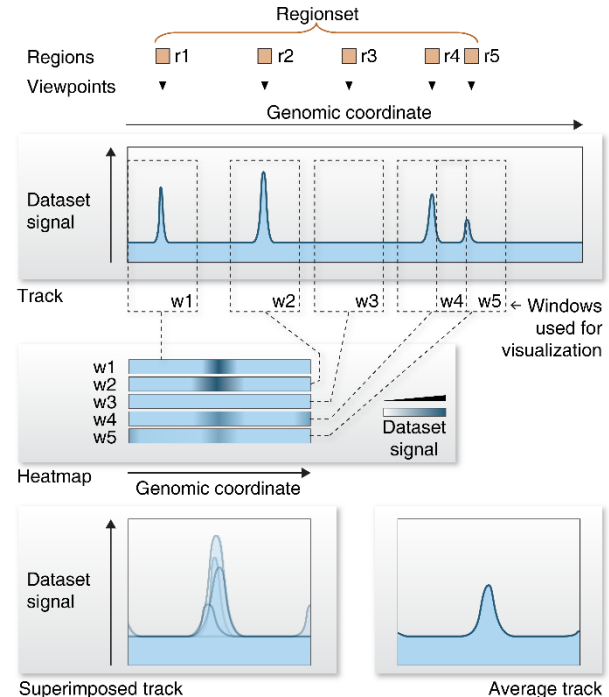 Regionset
Regions r1 r2 r3 r4 r5
Viewpoints
Genomic coordinate
Dataset
signal
Track
w1 w2 w3 w4 w5
Windows
used for
visualization
w1
w2
w3
w4
w5
Dataset
signal
Heatmap
Genomic coordinate
Dataset
signal
Superimposed track
Average track